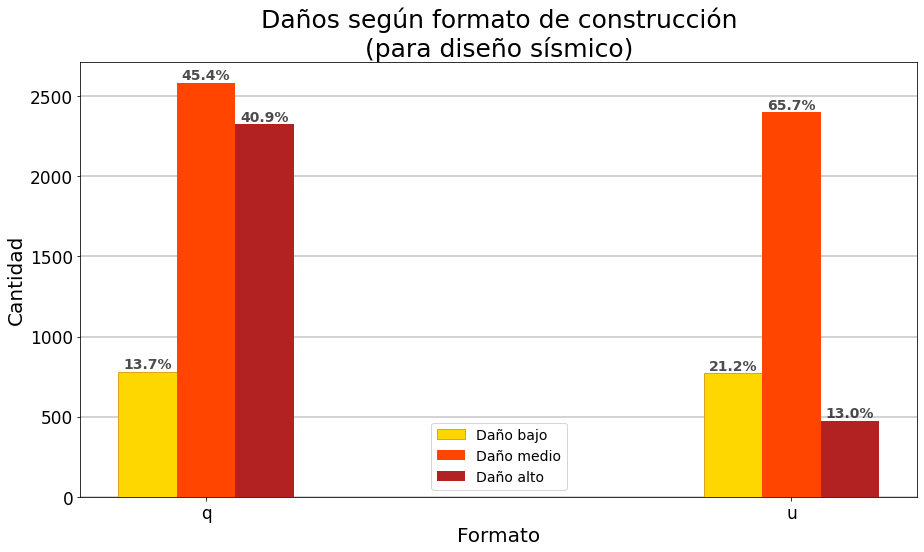 Daños según formato de construcción
(para diseño sísmico)
Cantidad
2500
2000
1500
1000
500
0
13.7%
45.4%
40.9%
21.2%
65.7%
13.0%
Daño bajo
Daño medio
Daño alto
q
u
Formato